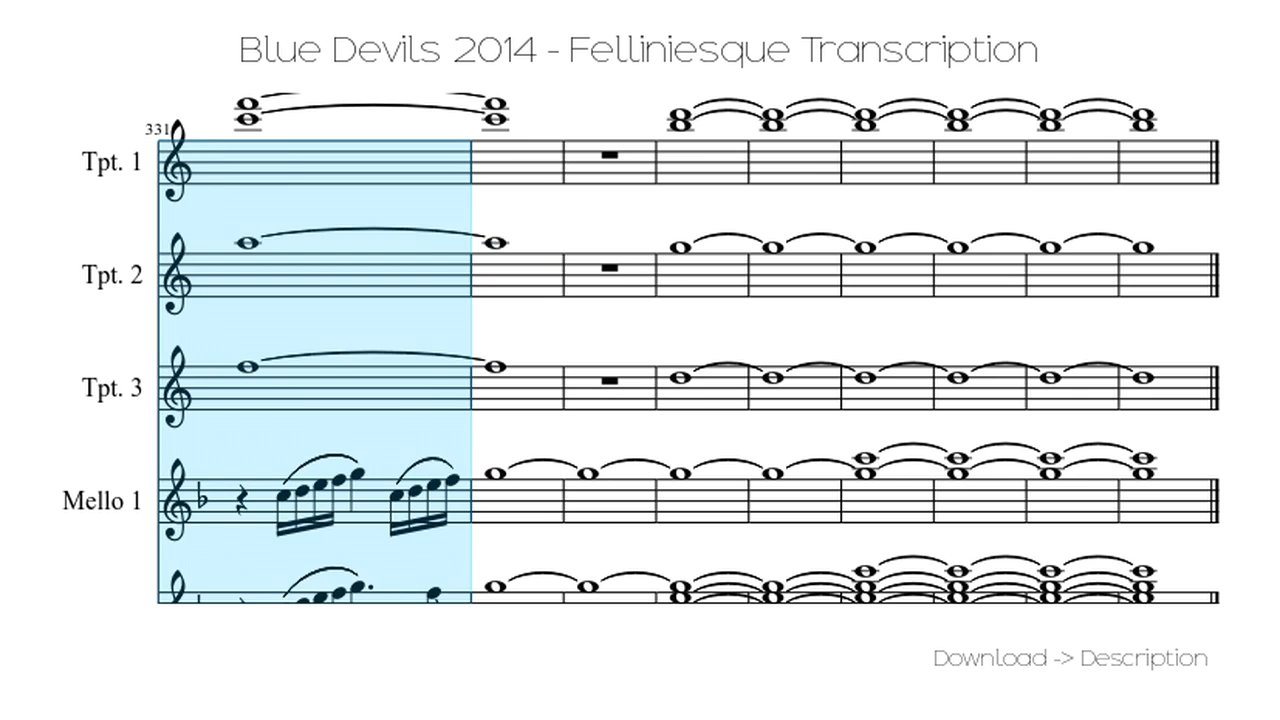 Blue Devils 2014 - Felliniesque Transcription
331
Tpt. 1
Tpt. 2
Tpt. 3
Mello 1
Download -> Description